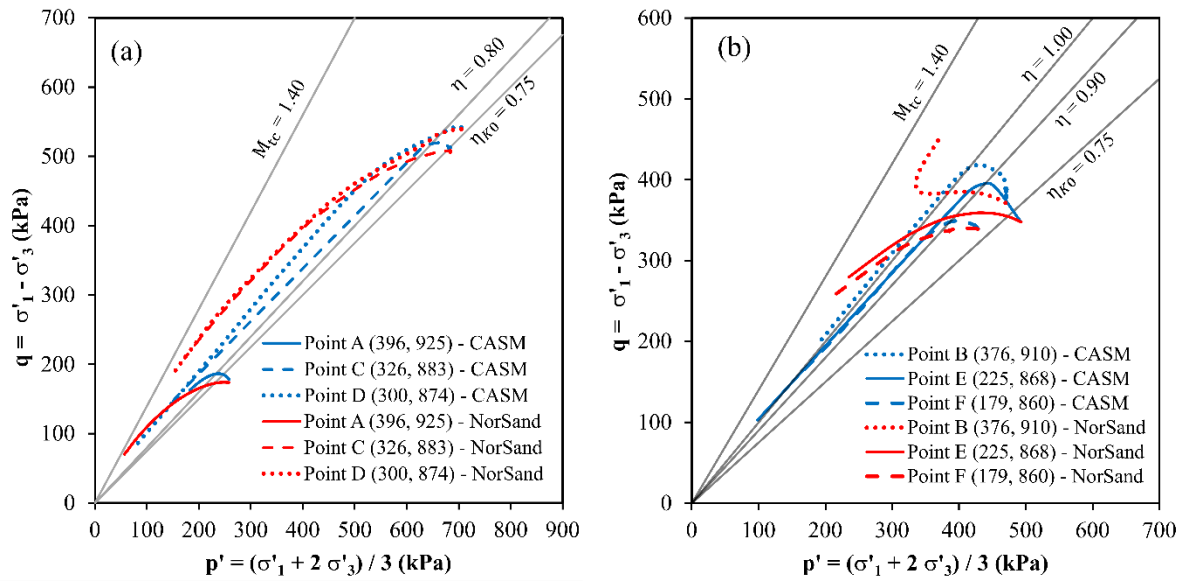 (a)
700
600
500
400
300
200
100
0
q = σ'1 - σ'3 (kPa)
Mtc = 1.40
η = 0.80
ηK0 = 0.75
Point A (396, 925) - CASM
Point C (326, 883) - CASM
Point D (300, 874) - CASM
Point A (396, 925) - NorSand
Point C (326, 883) - NorSand
Point D (300, 874) - NorSand
0 100 200 300 400 500 600 700 800 900
p' = (σ'1 + 2 σ'3) / 3 (kPa)
(b)
600
500
400
300
200
100
0
q = σ'1 - σ'3 (kPa)
Mtc = 1.40
η = 1.00
η = 0.90
ηK0 = 0.75
Point B (376, 910) - CASM
Point E (225, 868) - CASM
Point F (179, 860) - CASM
Point B (376, 910) - NorSand
Point E (225, 868) - NorSand
Point F (179, 860) - NorSand
0 100 200 300 400 500 600 700
p' = (σ'1 + 2 σ'3) / 3 (kPa)